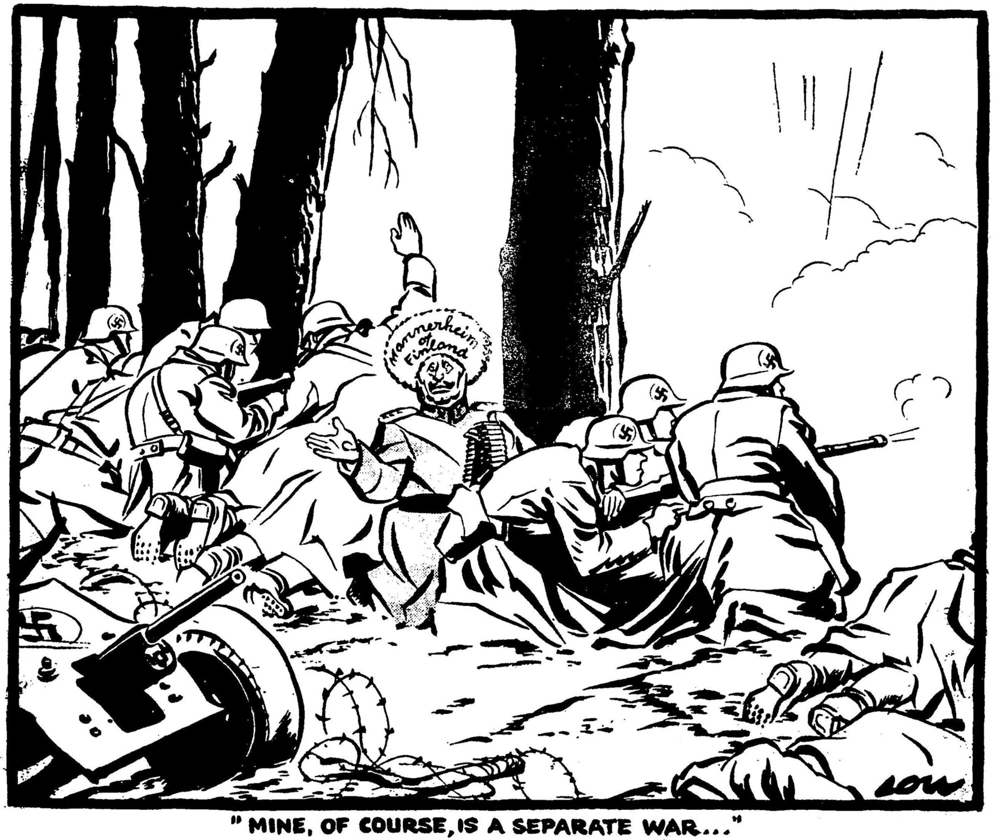 Mannerheim
of
Finland
LOW
"MINE, OF COURSE, IS A SEPARATE WAR..."